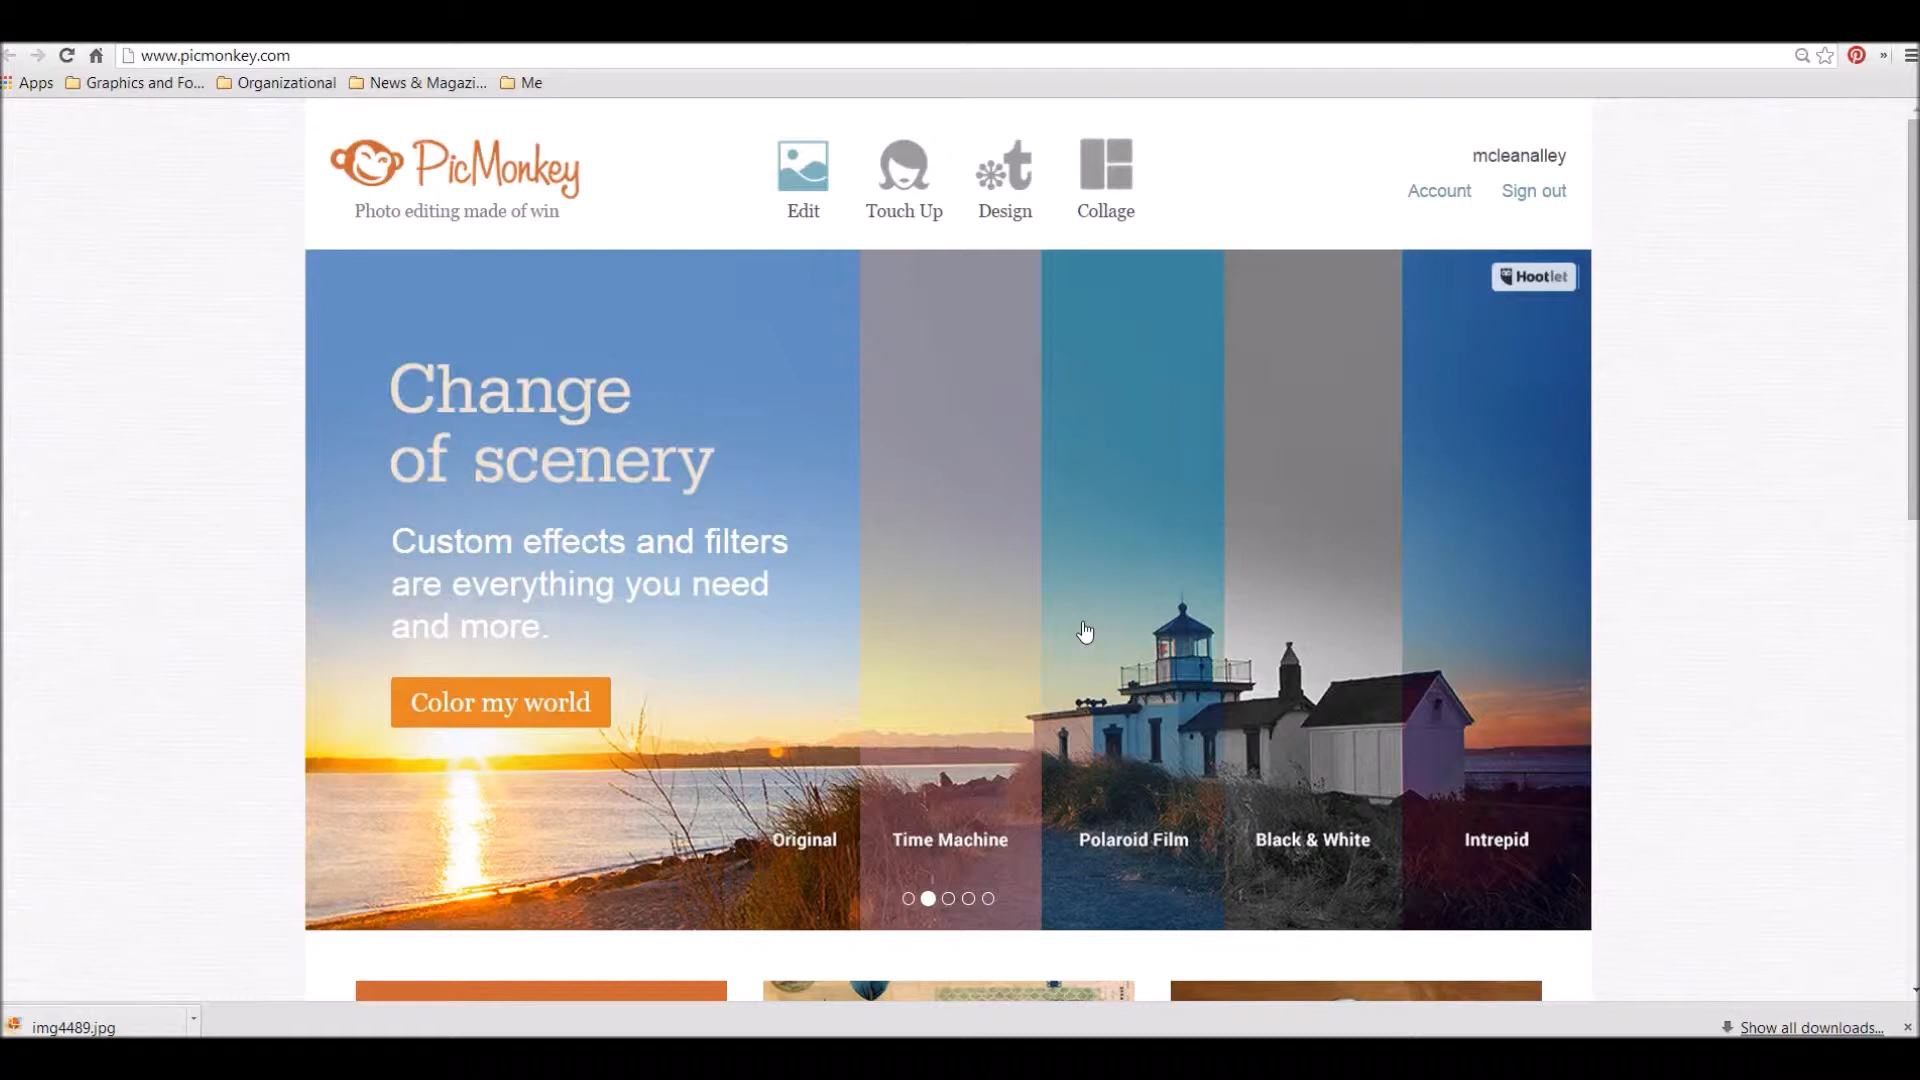 www.picmonkey.com
Apps Graphics and Fo... Organizational News & Magazi... Me
PicMonkey
Photo editing made of win
Edit Touch Up Design Collage
mcleanalley
Account Sign out
Hootlet
Change
of scenery
Custom effects and filters
are everything you need
and more.
Color my world
Original Time Machine Polaroid Film Black & White Intrepid
img4489.jpg
Show all downloads...